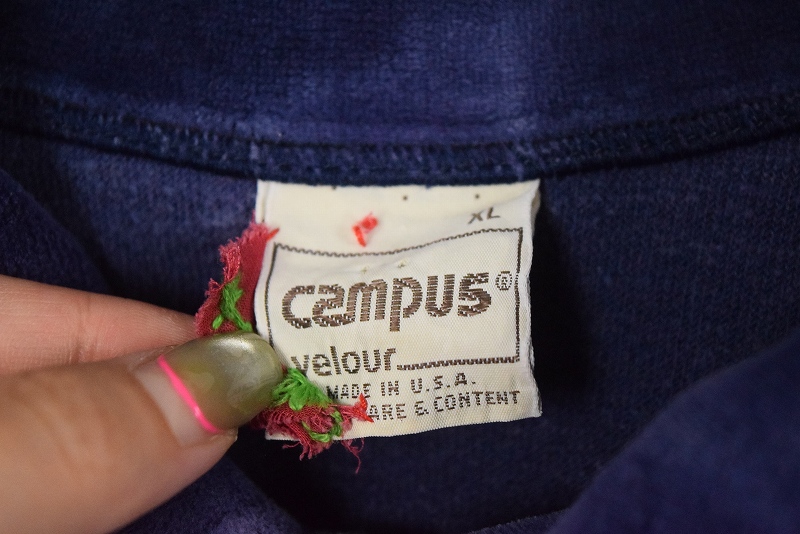 XL
campus®
velour
MADE IN U.S.A.
ARE & CONTENT